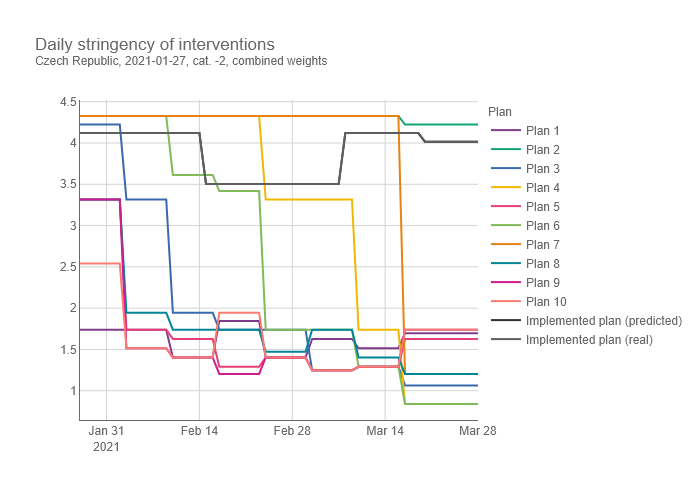 Daily stringency of interventions
Czech Republic, 2021-01-27, cat. -2, combined weights
4.5
4
3.5
3
2.5
2
1.5
1
Jan 31
2021
Feb 14
Feb 28
Mar 14
Mar 28
Plan
Plan 1
Plan 2
Plan 3
Plan 4
Plan 5
Plan 6
Plan 7
Plan 8
Plan 9
Plan 10
Implemented plan (predicted)
Implemented plan (real)